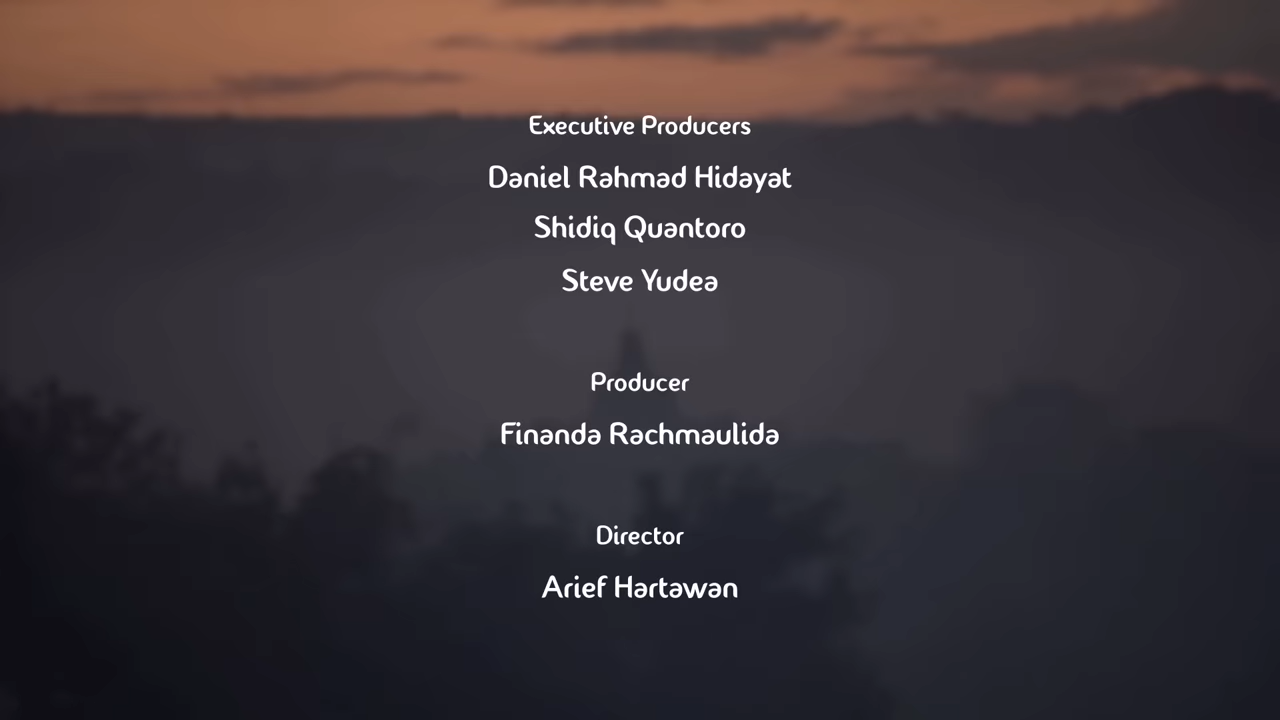 Executive Producers
Daniel Rahmad Hidayat
Shidiq Quantoro
Steve Yudea
Producer
Finanda Rachmaulida
Director
Arief Hartawan